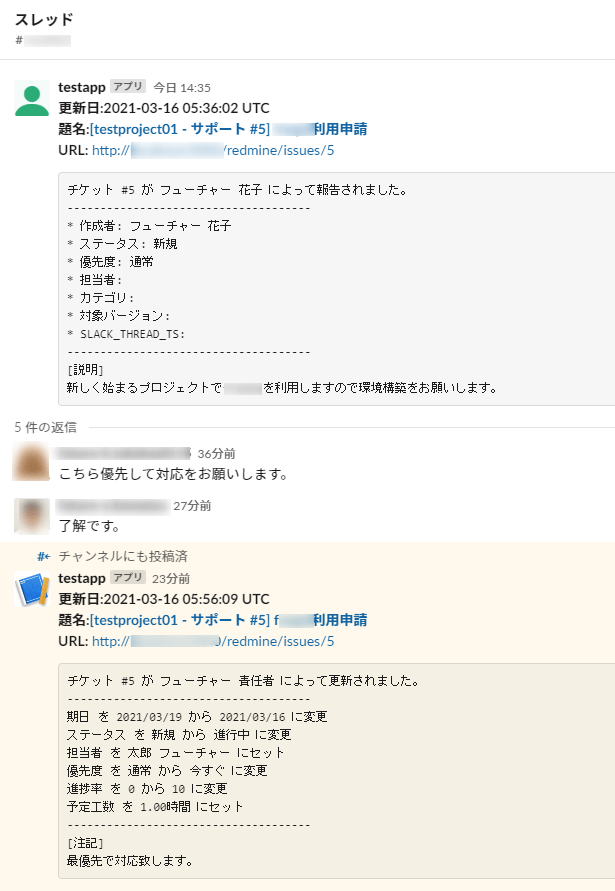 スレッド
#
testapp アプリ 今日 14:35
更新日:2021-03-16 05:36:02 UTC
題名:[testproject01 - サポート #5] 利用申請
URL: http:// /redmine/issues/5
チケット #5 が フューチャー 花子 によって報告されました。
-------------------------------------
* 作成者: フューチャー 花子
* ステータス: 新規
* 優先度: 通常
* 担当者:
* カテゴリ:
* 対象バージョン:
* SLACK_THREAD_TS:
-------------------------------------
[説明]
新しく始まるプロジェクトで を利用しますので環境構築をお願いします。
5 件の返信
36分前
こちら優先して対応をお願いします。
27分前
了解です。
#← チャンネルにも投稿済
testapp アプリ 23分前
更新日:2021-03-16 05:56:09 UTC
題名:[testproject01 - サポート #5] 利用申請
URL: http:// /redmine/issues/5
チケット #5 が フューチャー 責任者 によって更新されました。
-------------------------------------
期日 を 2021/03/19 から 2021/03/16 に変更
ステータス を 新規 から 進行中 に変更
担当者 を 太郎 フューチャー にセット
優先度 を 通常 から 今すぐ に変更
進捗率 を 0 から 10 に変更
予定工数 を 1.00時間 にセット
-------------------------------------
[注記]
最優先で対応致します。